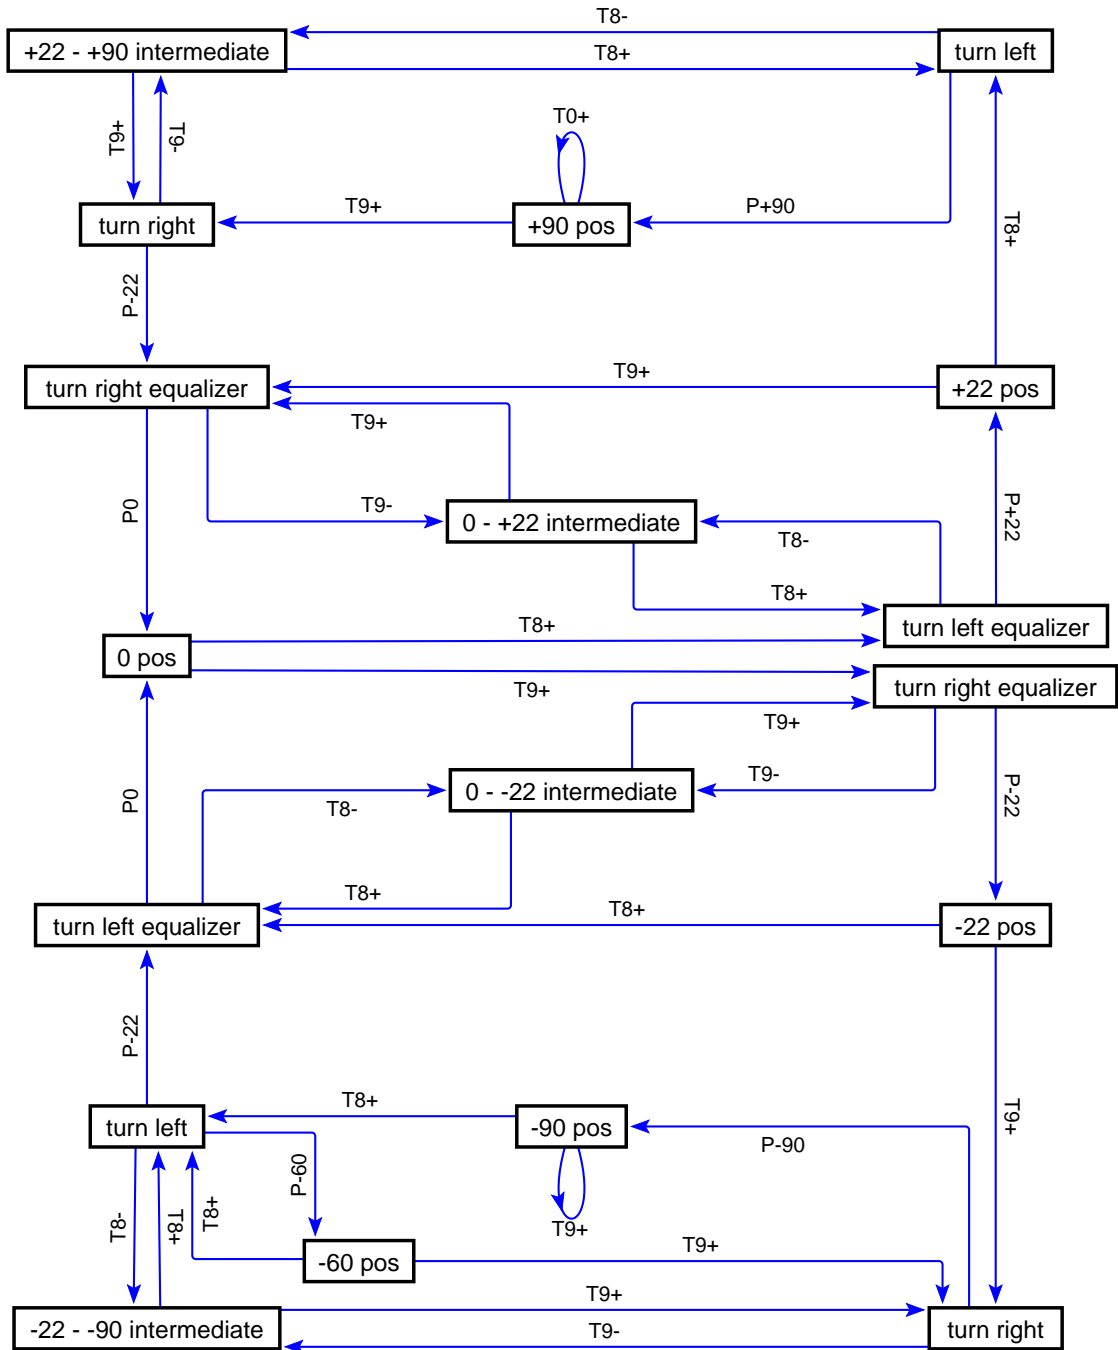 T8-
+22 - +90 intermediate
turn left
T8+
T9+
T9-
T0+
turn right
T9+
+90 pos
P+90
T8+
P-22
turn right equalizer
T9+
+22 pos
T9+
P0
T9-
0 - +22 intermediate
T8-
P+22
T8+
turn left equalizer
T8+
0 pos
turn right equalizer
T9+
T9+
P0
T8-
0 - -22 intermediate
T9-
P-22
T8+
turn left equalizer
T8+
-22 pos
P-22
T8+
turn left
-90 pos
T9+
P-90
P-60
T8-
T8+
T8+
T9+
-60 pos
T9+
T9+
-22 - -90 intermediate
T9-
turn right